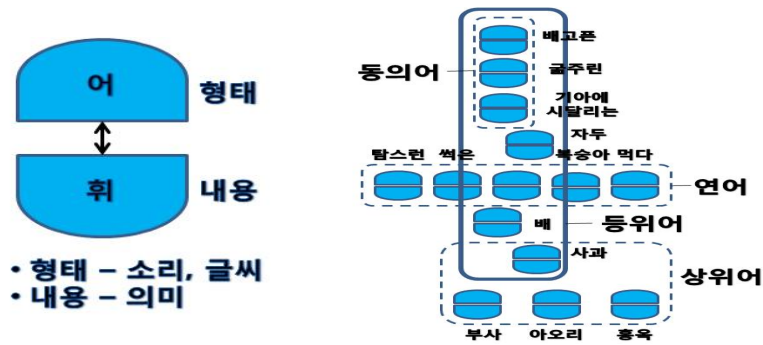 어
형태
휘
내용
• 형태 – 소리, 글씨
• 내용 – 의미
배고픈
동의어
굶주린
기아에
시달리는
자두
탐스런 썩은 복숭아 먹다
연어
배
등위어
사과
상위어
부사 아오리 홍옥